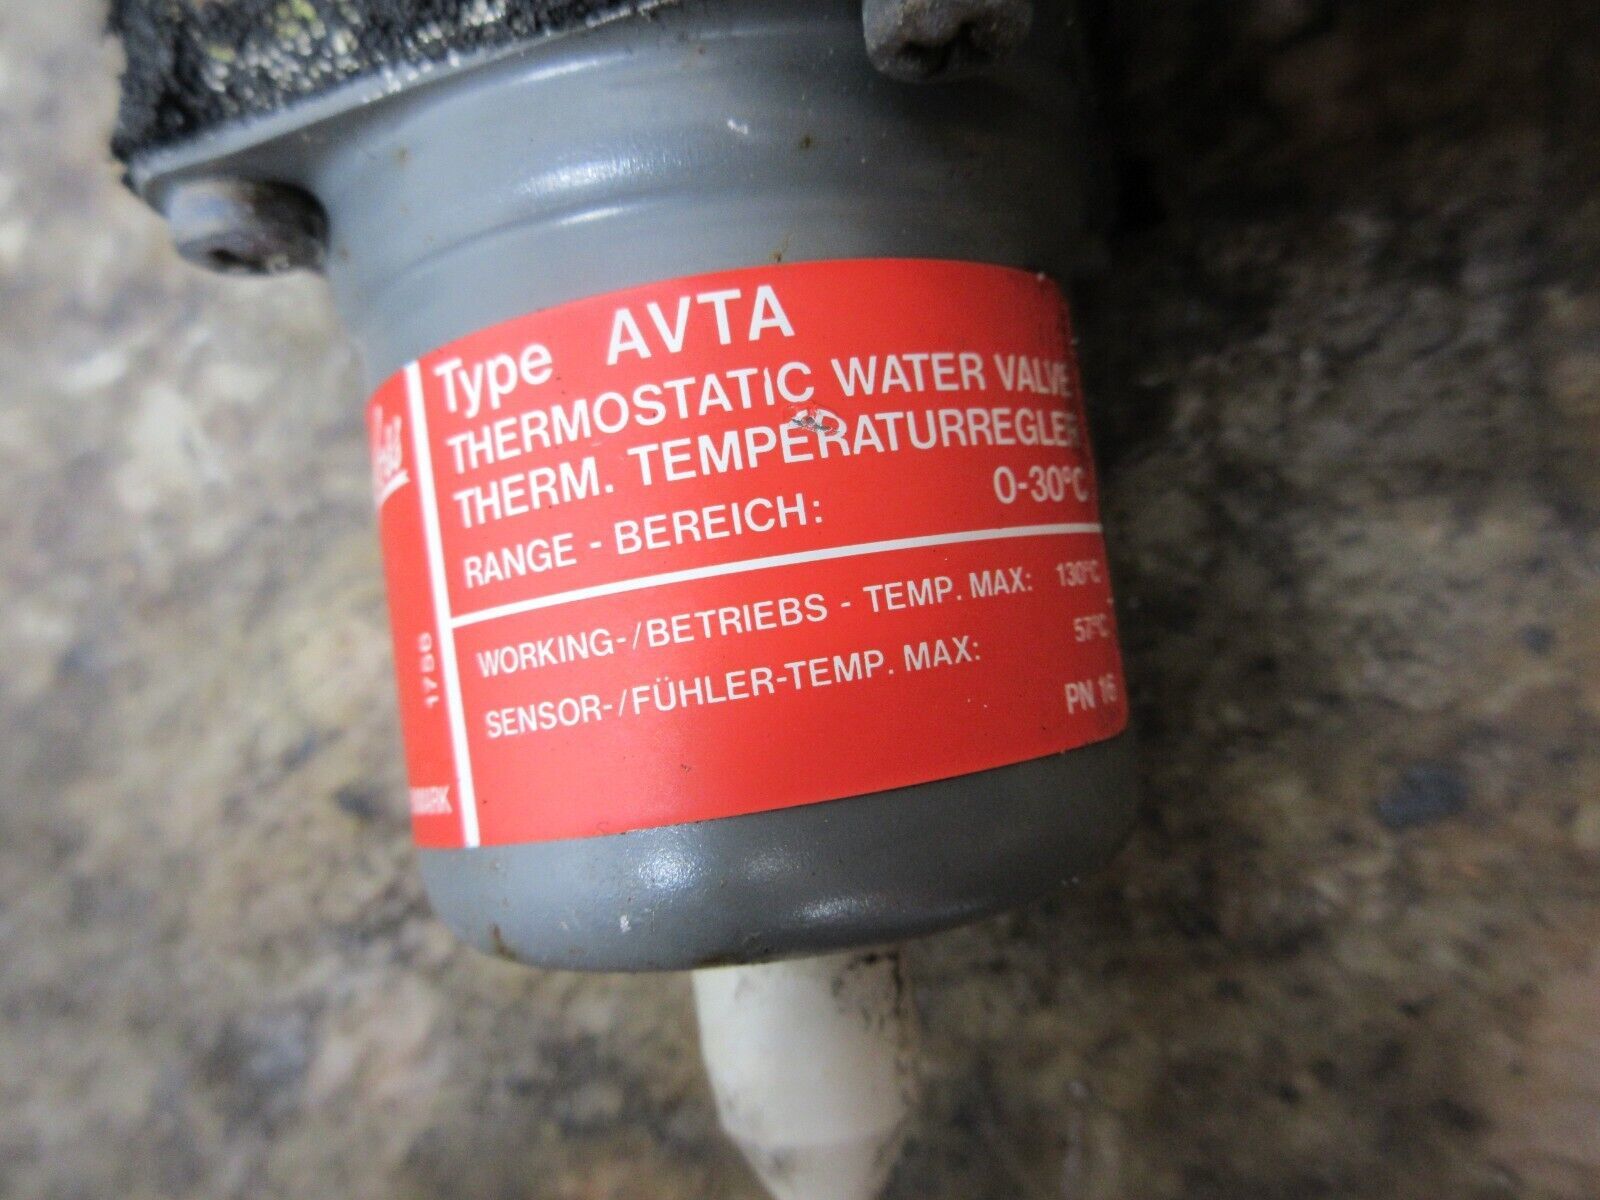 Type AVTA
THERMOSTATIC WATER VALVE
THERM. TEMPERATURREGLER
RANGE - BEREICH: 0-30°C
WORKING-/BETRIEBS - TEMP. MAX: 130°C
SENSOR-/FÜHLER-TEMP. MAX: 57°C
PN 16